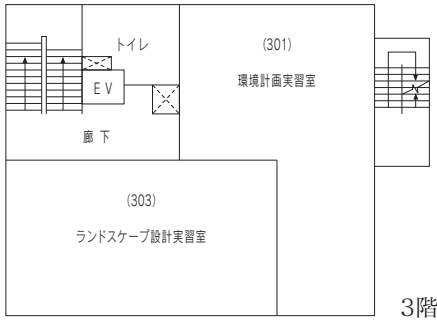 トイレ
(301)
環境計画実習室
EV
廊下
(303)
ランドスケープ設計実習室
3階